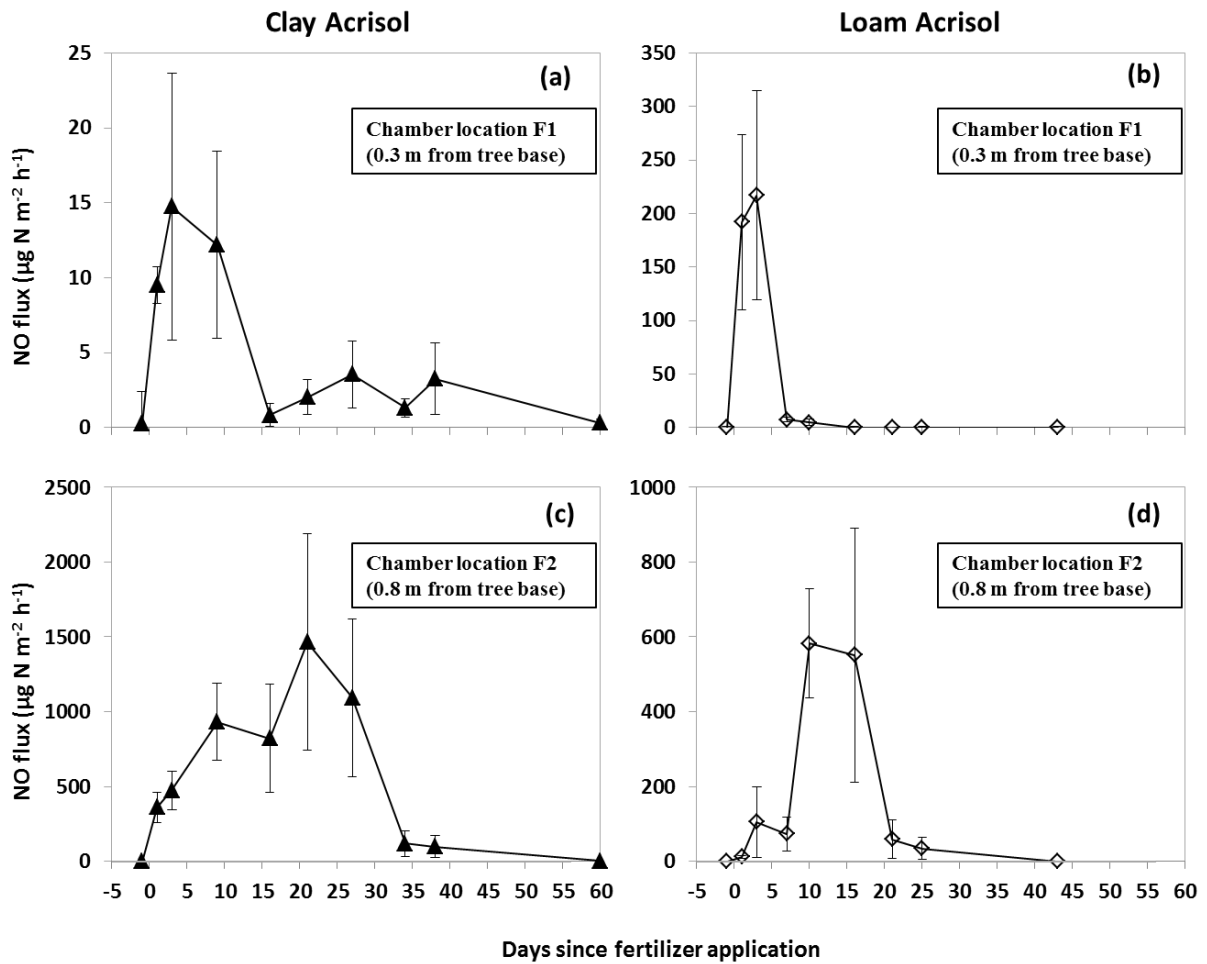 Clay Acrisol
Loam Acrisol
NO flux (µg N m-2 h-1)
25
20
15
10
5
0
(a)
Chamber location F1
(0.3 m from tree base)
350
300
250
200
150
100
50
0
(b)
Chamber location F1
(0.3 m from tree base)
NO flux (µg N m-2 h-1)
2500
2000
1500
1000
500
0
(c)
Chamber location F2
(0.8 m from tree base)
-5 0 5 10 15 20 25 30 35 40 45 50 55 60
1000
800
600
400
200
0
(d)
Chamber location F2
(0.8 m from tree base)
-5 0 5 10 15 20 25 30 35 40 45 50 55 60
Days since fertilizer application